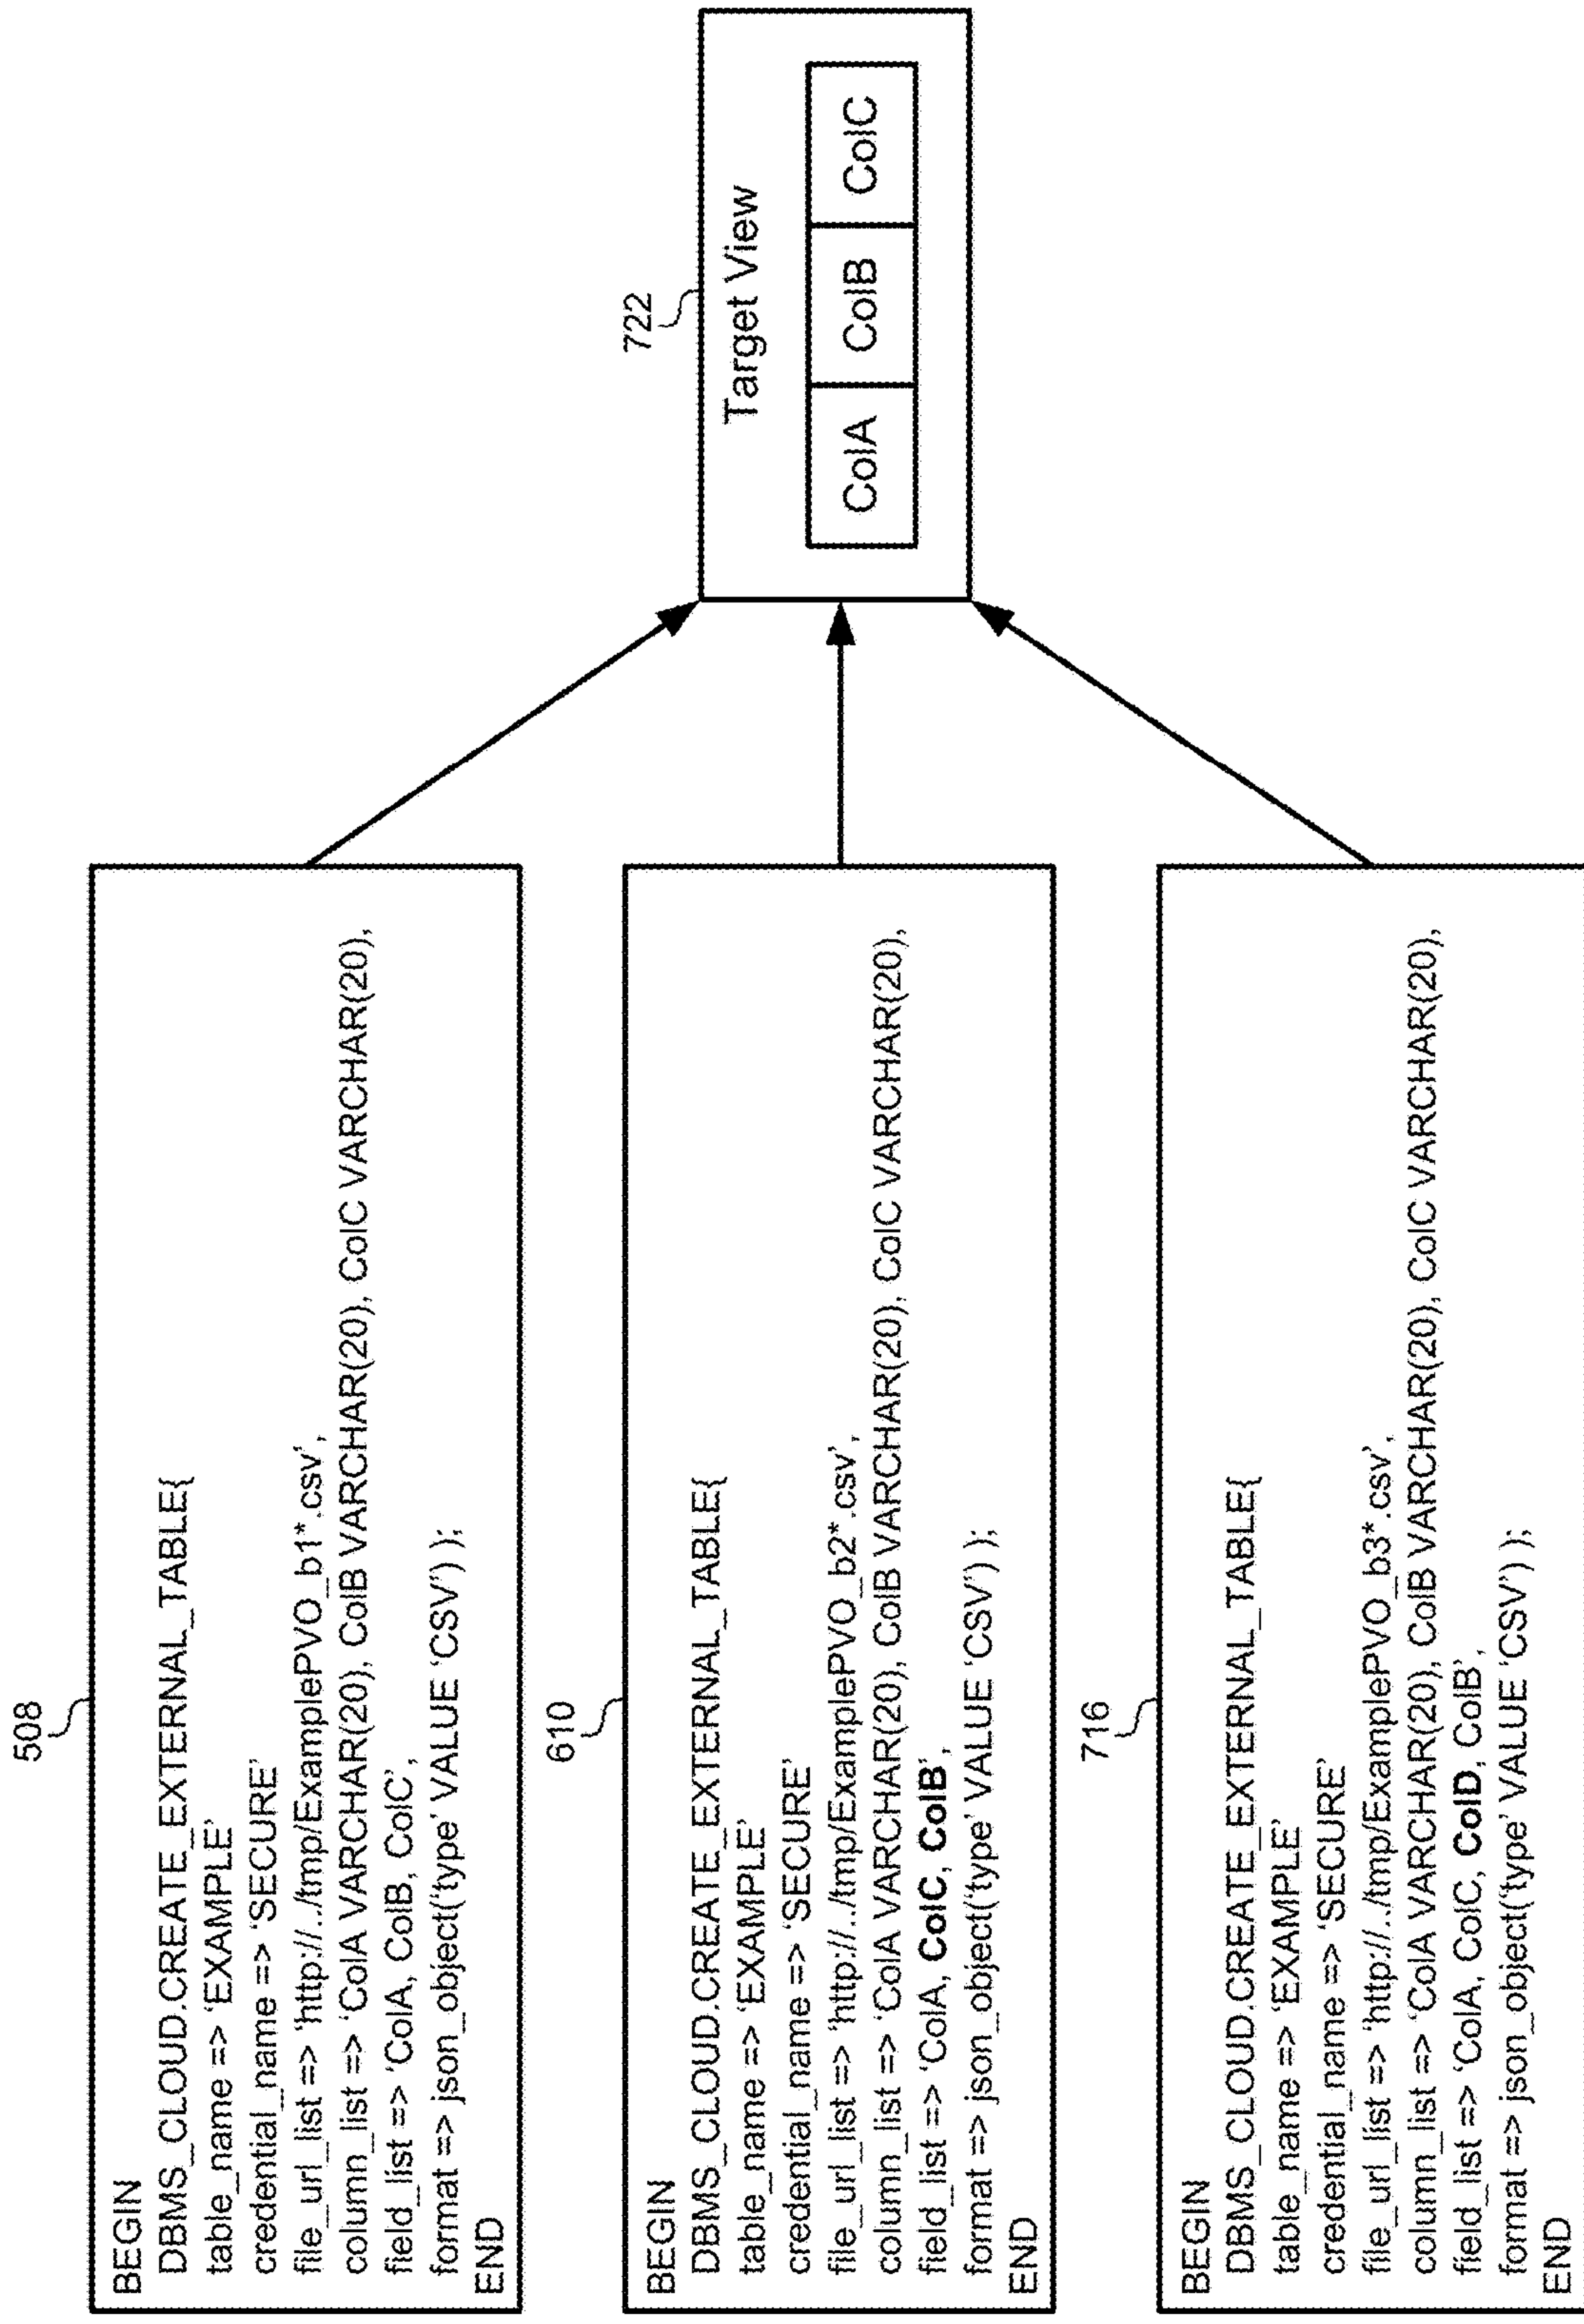 508
BEGIN
DBMS_CLOUD.CREATE_EXTERNAL_TABLE{
table_name => ‘EXAMPLE’
credential_name => ‘SECURE’
file_url_list => ‘http://../tmp/ExamplePVO_b1*.csv’,
column_list => ‘ColA VARCHAR(20), ColB VARCHAR(20), ColC VARCHAR(20),
field_list => ‘ColA, ColB, ColC’,
format => json_object(‘type’ VALUE ‘CSV’) );
END
610
BEGIN
DBMS_CLOUD.CREATE_EXTERNAL_TABLE{
table_name => ‘EXAMPLE’
credential_name => ‘SECURE’
file_url_list => ‘http://../tmp/ExamplePVO_b2*.csv’,
column_list => ‘ColA VARCHAR(20), ColB VARCHAR(20), ColC VARCHAR(20),
field_list => ‘ColA, ColC, ColB’,
format => json_object(‘type’ VALUE ‘CSV’) );
END
716
BEGIN
DBMS_CLOUD.CREATE_EXTERNAL_TABLE{
table_name => ‘EXAMPLE’
credential_name => ‘SECURE’
file_url_list => ‘http://../tmp/ExamplePVO_b3*.csv’,
column_list => ‘ColA VARCHAR(20), ColB VARCHAR(20), ColC VARCHAR(20),
field_list => ‘ColA, ColC, ColD, ColB’,
format => json_object(‘type’ VALUE ‘CSV’) );
END
722
Target View
ColA ColB ColC